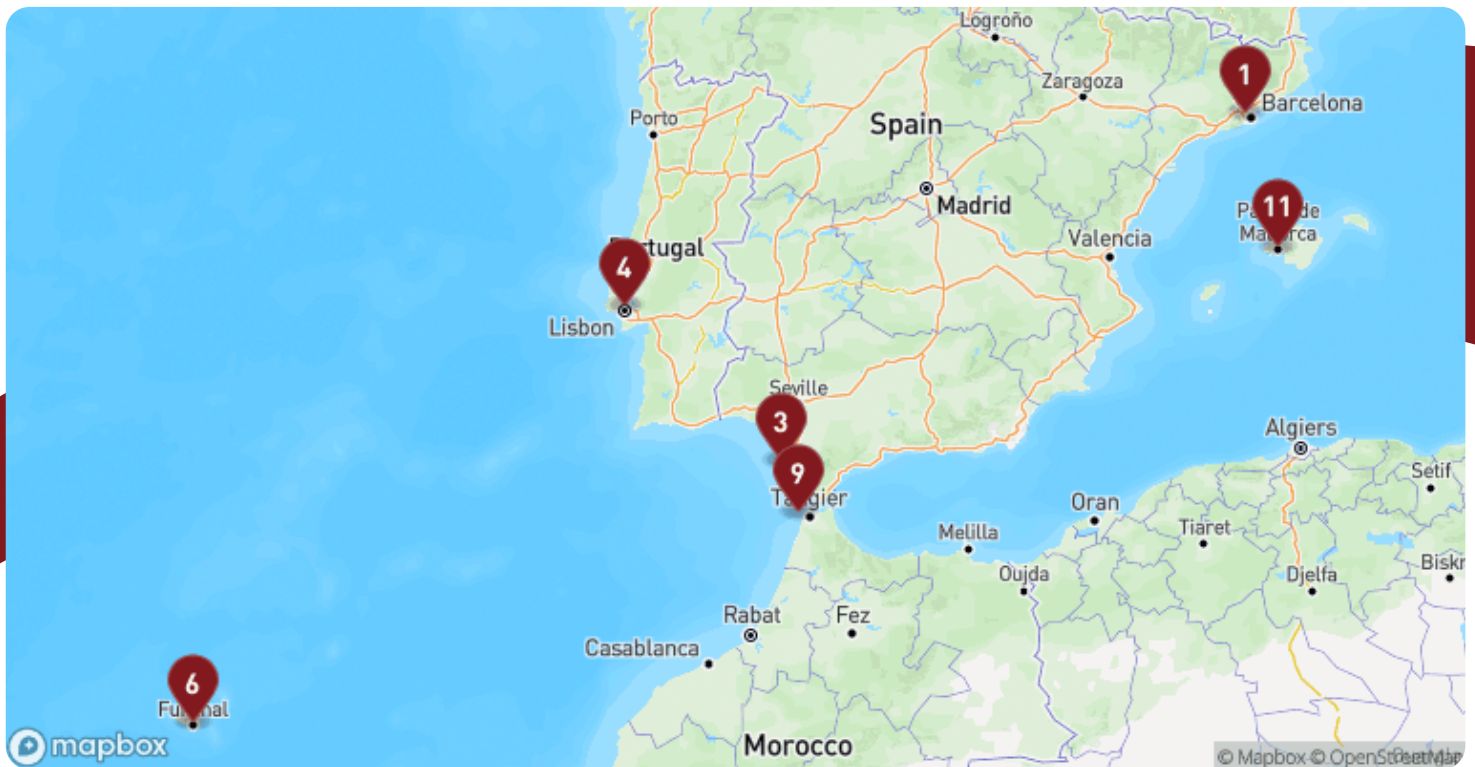 Logroño
1
Zaragoza
Barcelona
Porto
Spain
Madrid
11
Valencia
4
Lisbon
Seville
3
Algiers
9
Setif
Oran
Tiaret
Melilla
Oujda
Djelfa
Rabat
Fez
Casablanca
6
Morocco
mapbox
© Mapbox © OpenStreetMap